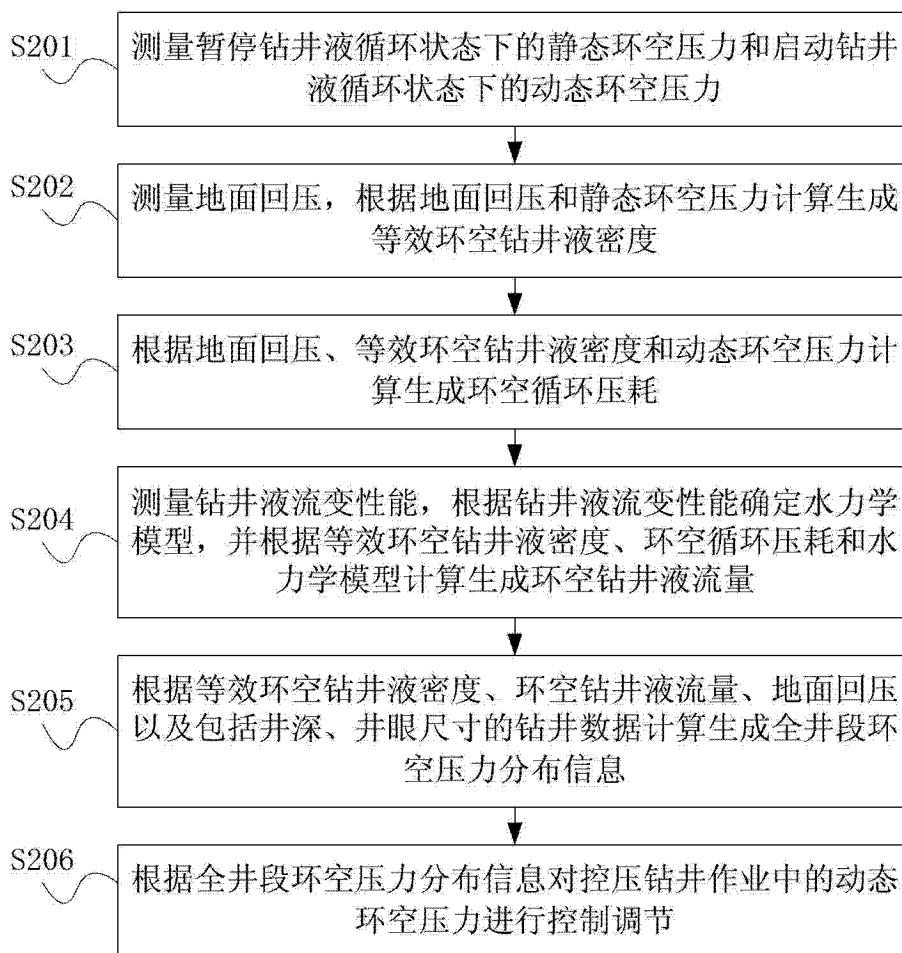 S201
测量暂停钻井液循环状态下的静态环空压力和启动钻井
液循环状态下的动态环空压力
S202
测量地面回压，根据地面回压和静态环空压力计算生成
等效环空钻井液密度
S203
根据地面回压、等效环空钻井液密度和动态环空压力计
算生成环空循环压耗
S204
测量钻井液流变性能，根据钻井液流变性能确定水力学
模型，并根据等效环空钻井液密度、环空循环压耗和水
力学模型计算生成环空钻井液流量
S205
根据等效环空钻井液密度、环空钻井液流量、地面回压
以及包括井深、井眼尺寸的钻井数据计算生成全井段环
空压力分布信息
S206
根据全井段环空压力分布信息对控压钻井作业中的动态
环空压力进行控制调节